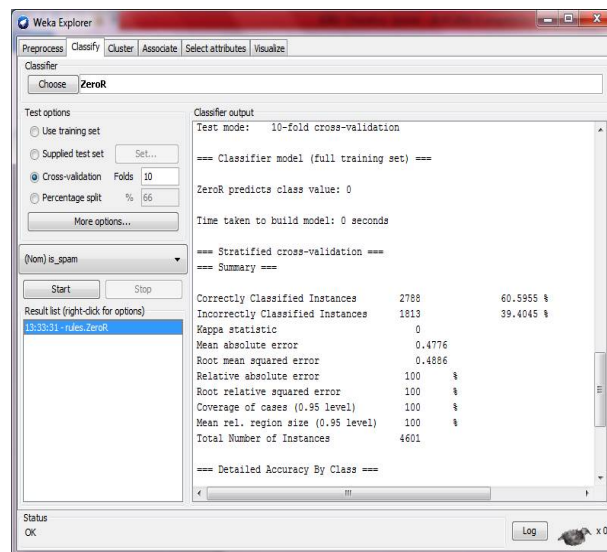 Weka Explorer
Preprocess Classify Cluster Associate Select attributes Visualize
Classifier
Choose ZeroR
Test options
Use training set
Supplied test set Set...
Cross-validation Folds 10
Percentage split % 66
More options...
(Nom) is_spam
Start Stop
Result list (right-click for options)
13:33:31 - rules.ZeroR
Classifier output
Test mode: 10-fold cross-validation
=== Classifier model (full training set) ===
ZeroR predicts class value: 0
Time taken to build model: 0 seconds
=== Stratified cross-validation ===
=== Summary ===
Correctly Classified Instances 2788 60.5955 %
Incorrectly Classified Instances 1813 39.4045 %
Kappa statistic 0
Mean absolute error 0.4776
Root mean squared error 0.4886
Relative absolute error 100 %
Root relative squared error 100 %
Coverage of cases (0.95 level) 100 %
Mean rel. region size (0.95 level) 100 %
Total Number of Instances 4601
=== Detailed Accuracy By Class ===
Status
OK
Log
x 0